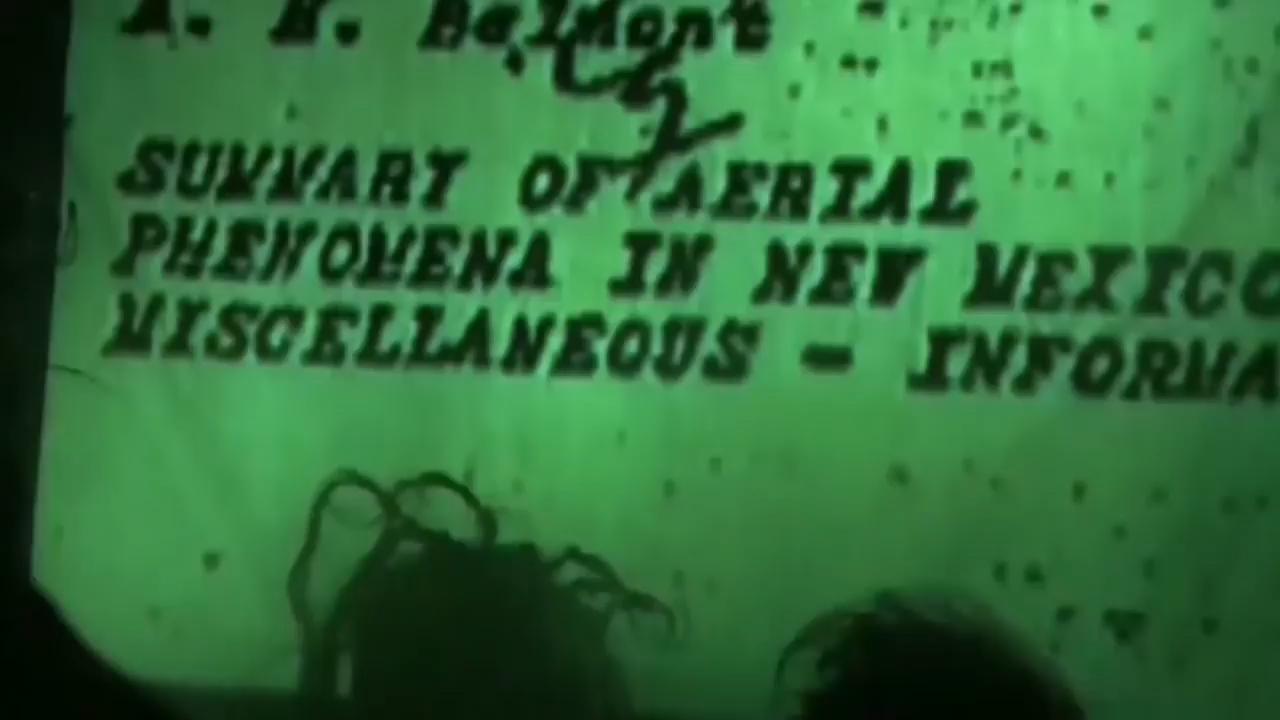 A. H. Belmont
SUMMARY OF AERIAL
PHENOMENA IN NEW MEXICO
MISCELLANEOUS - INFORMA